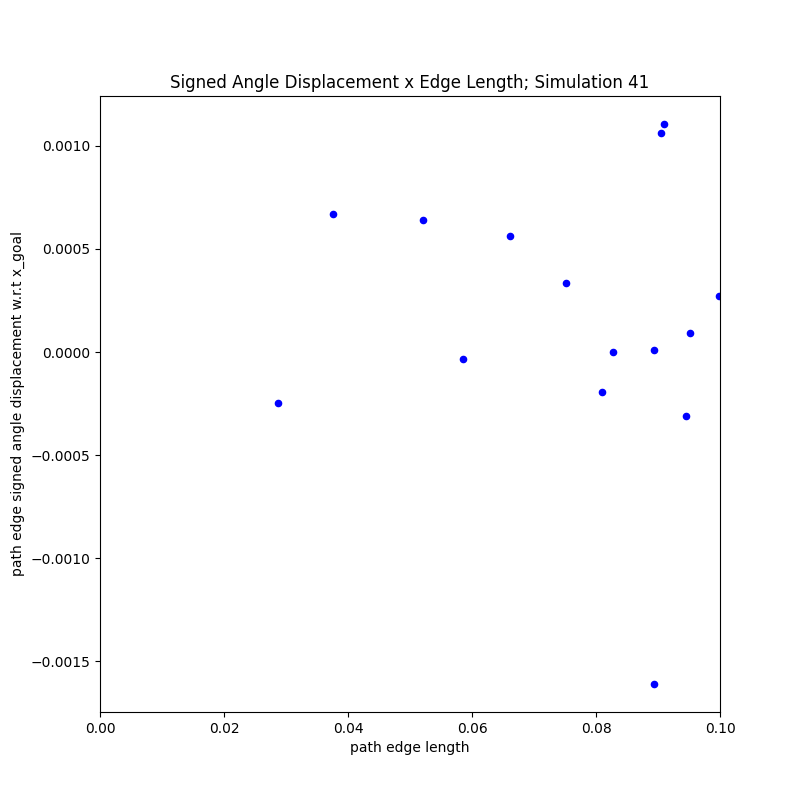 Signed Angle Displacement x Edge Length; Simulation 41
path edge signed angle displacement w.r.t x_goal
0.0010
0.0005
0.0000
−0.0005
−0.0010
−0.0015
0.00 0.02 0.04 0.06 0.08 0.10
path edge length